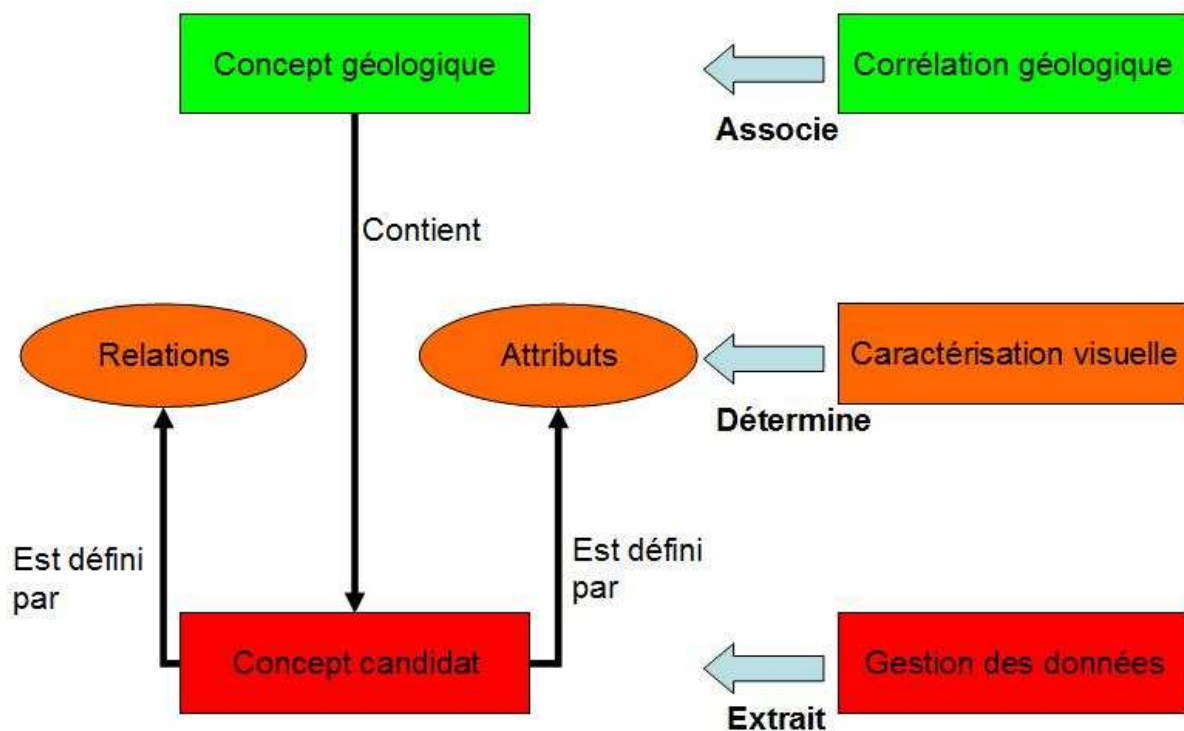 Concept géologique
Corrélation géologique
Associe
Contient
Relations
Attributs
Caractérisation visuelle
Détermine
Est défini
par
Est défini
par
Concept candidat
Gestion des données
Extrait